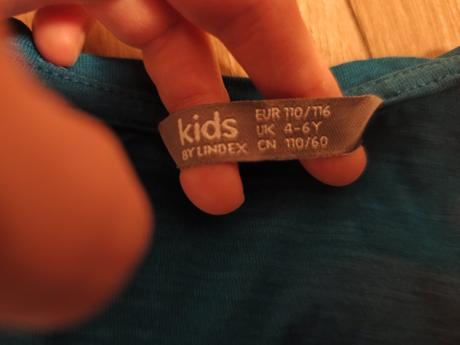 kids
BY LINDEX
EUR 110/116
UK 4-6Y
CN 110/60